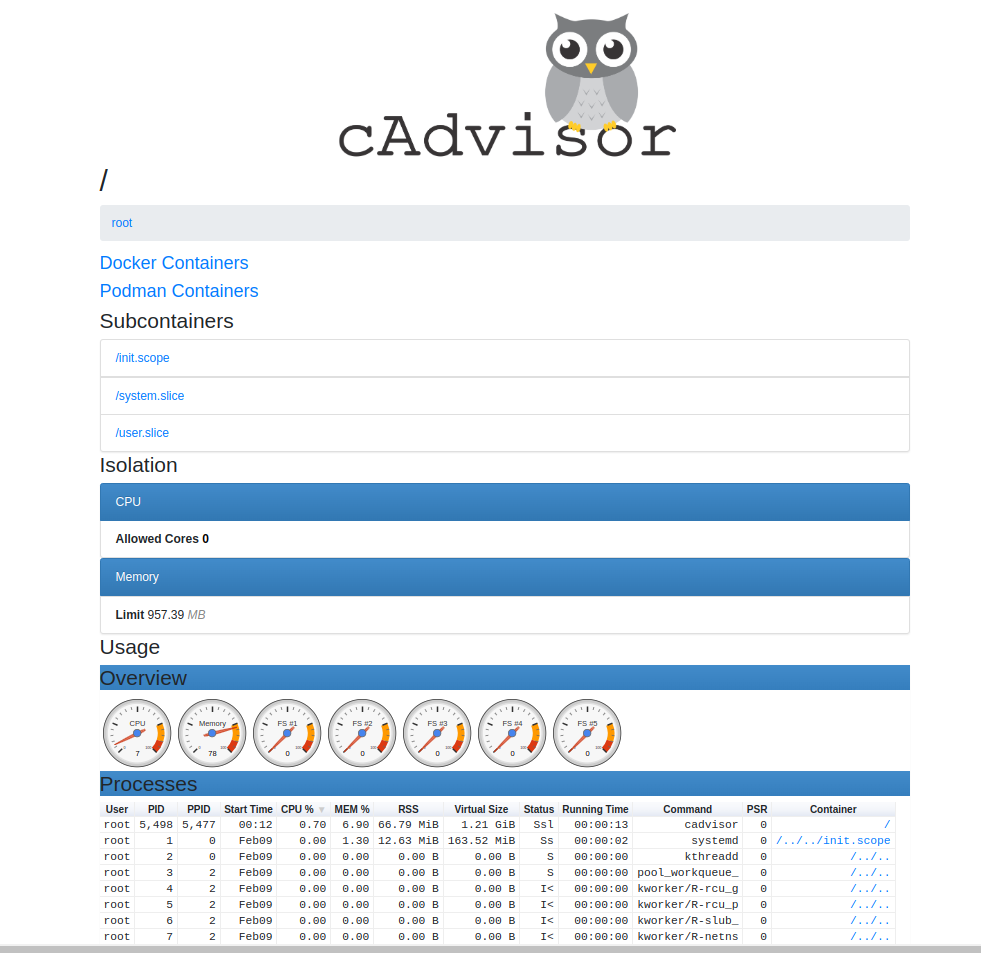 cAdvisor
/
root
Docker Containers
Podman Containers
Subcontainers
/init.scope
/system.slice
/user.slice
Isolation
CPU
Allowed Cores 0
Memory
Limit 957.39 MB
Usage
Overview
CPU Memory FS #1 FS #2 FS #3 FS #4 FS #5
0 100 0 100 100 100 100 100 100
7 78 0 0 0 0 0
Processes
User PID PPID Start Time CPU % ▼ MEM % RSS Virtual Size Status Running Time Command PSR Container
root 5,498 5,477 00:12 0.70 6.90 66.79 MiB 1.21 GiB Ssl 00:00:13 cadvisor 0 /
root 1 0 Feb09 0.00 1.30 12.63 MiB 163.52 MiB Ss 00:00:02 systemd 0 /../../init.scope
root 2 0 Feb09 0.00 0.00 0.00 B 0.00 B S 00:00:00 kthreadd 0 /../..
root 3 2 Feb09 0.00 0.00 0.00 B 0.00 B S 00:00:00 pool_workqueue_ 0 /../..
root 4 2 Feb09 0.00 0.00 0.00 B 0.00 B I< 00:00:00 kworker/R-rcu_g 0 /../..
root 5 2 Feb09 0.00 0.00 0.00 B 0.00 B I< 00:00:00 kworker/R-rcu_p 0 /../..
root 6 2 Feb09 0.00 0.00 0.00 B 0.00 B I< 00:00:00 kworker/R-slub_ 0 /../..
root 7 2 Feb09 0.00 0.00 0.00 B 0.00 B I< 00:00:00 kworker/R-netns 0 /../..